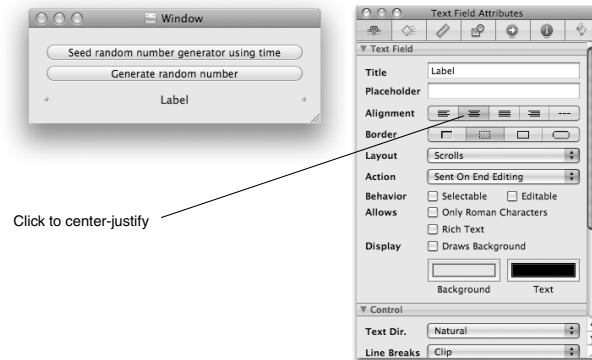 Window
Seed random number generator using time
Generate random number
Label
Click to center-justify
Text Field Attributes
Text Field
Title Label
Placeholder
Alignment
Border
Layout Scrolls
Action Sent On End Editing
Behavior Selectable Editable
Allows Only Roman Characters
Rich Text
Display Draws Background
Background Text
Control
Text Dir. Natural
Line Breaks Clip